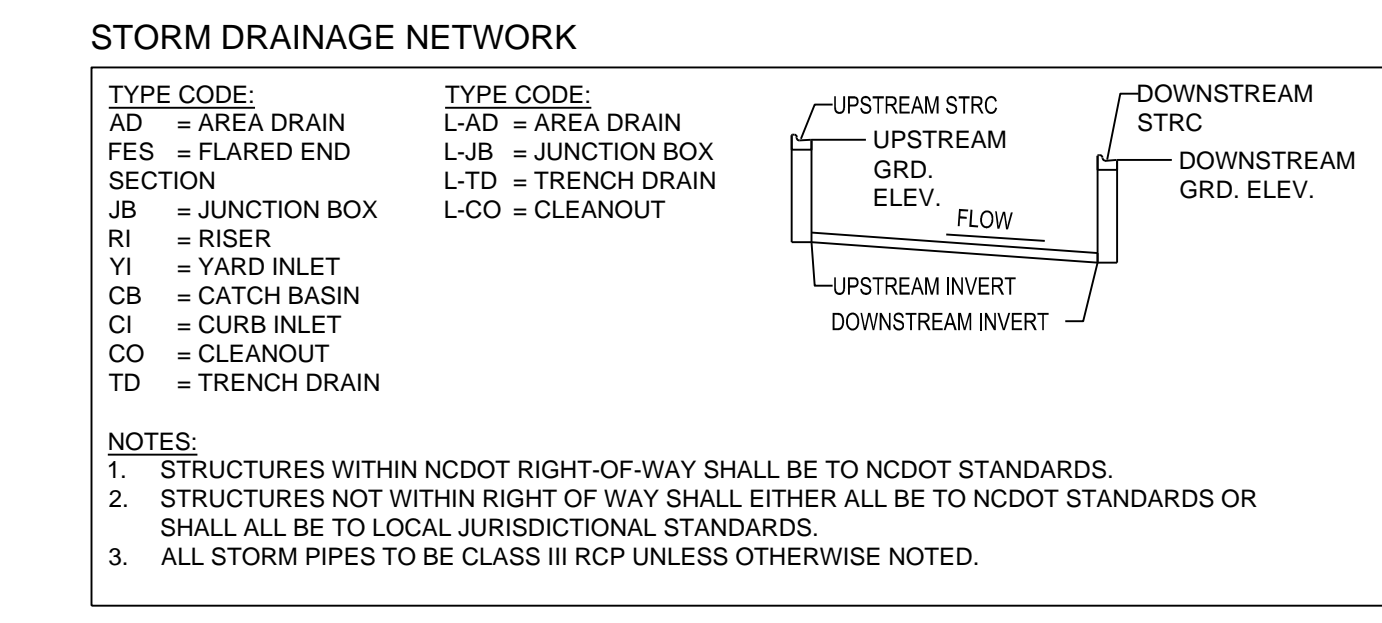 STORM DRAINAGE NETWORK
TYPE CODE:
AD = AREA DRAIN
FES = FLARED END
SECTION
JB = JUNCTION BOX
RI = RISER
YI = YARD INLET
CB = CATCH BASIN
CI = CURB INLET
CO = CLEANOUT
TD = TRENCH DRAIN
TYPE CODE:
L-AD = AREA DRAIN
L-JB = JUNCTION BOX
L-TD = TRENCH DRAIN
L-CO = CLEANOUT
UPSTREAM STRC
UPSTREAM
GRD.
ELEV.
FLOW
DOWNSTREAM
STRC
DOWNSTREAM
GRD. ELEV.
UPSTREAM INVERT
DOWNSTREAM INVERT
NOTES:
1. STRUCTURES WITHIN NCDOT RIGHT-OF-WAY SHALL BE TO NCDOT STANDARDS.
2. STRUCTURES NOT WITHIN RIGHT OF WAY SHALL EITHER ALL BE TO NCDOT STANDARDS OR
SHALL ALL BE TO LOCAL JURISDICTIONAL STANDARDS.
3. ALL STORM PIPES TO BE CLASS III RCP UNLESS OTHERWISE NOTED.